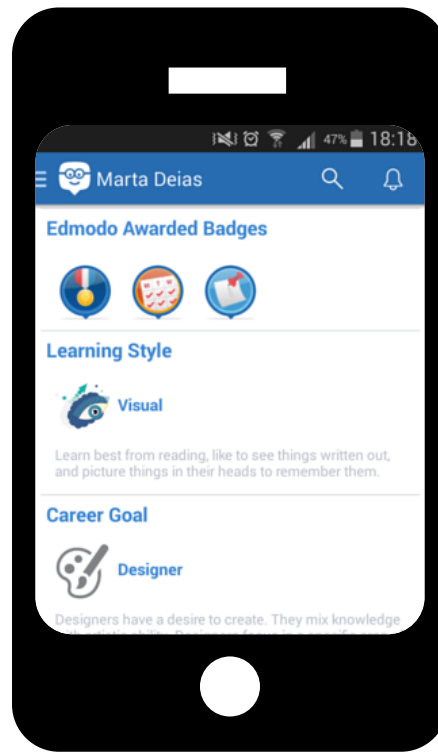 47% 18:18
Marta Deias
Edmodo Awarded Badges
M T W
Learning Style
Visual
Learn best from reading, like to see things written out,
and picture things in their heads to remember them.
Career Goal
Designer
Designers have a desire to create. They mix knowledge